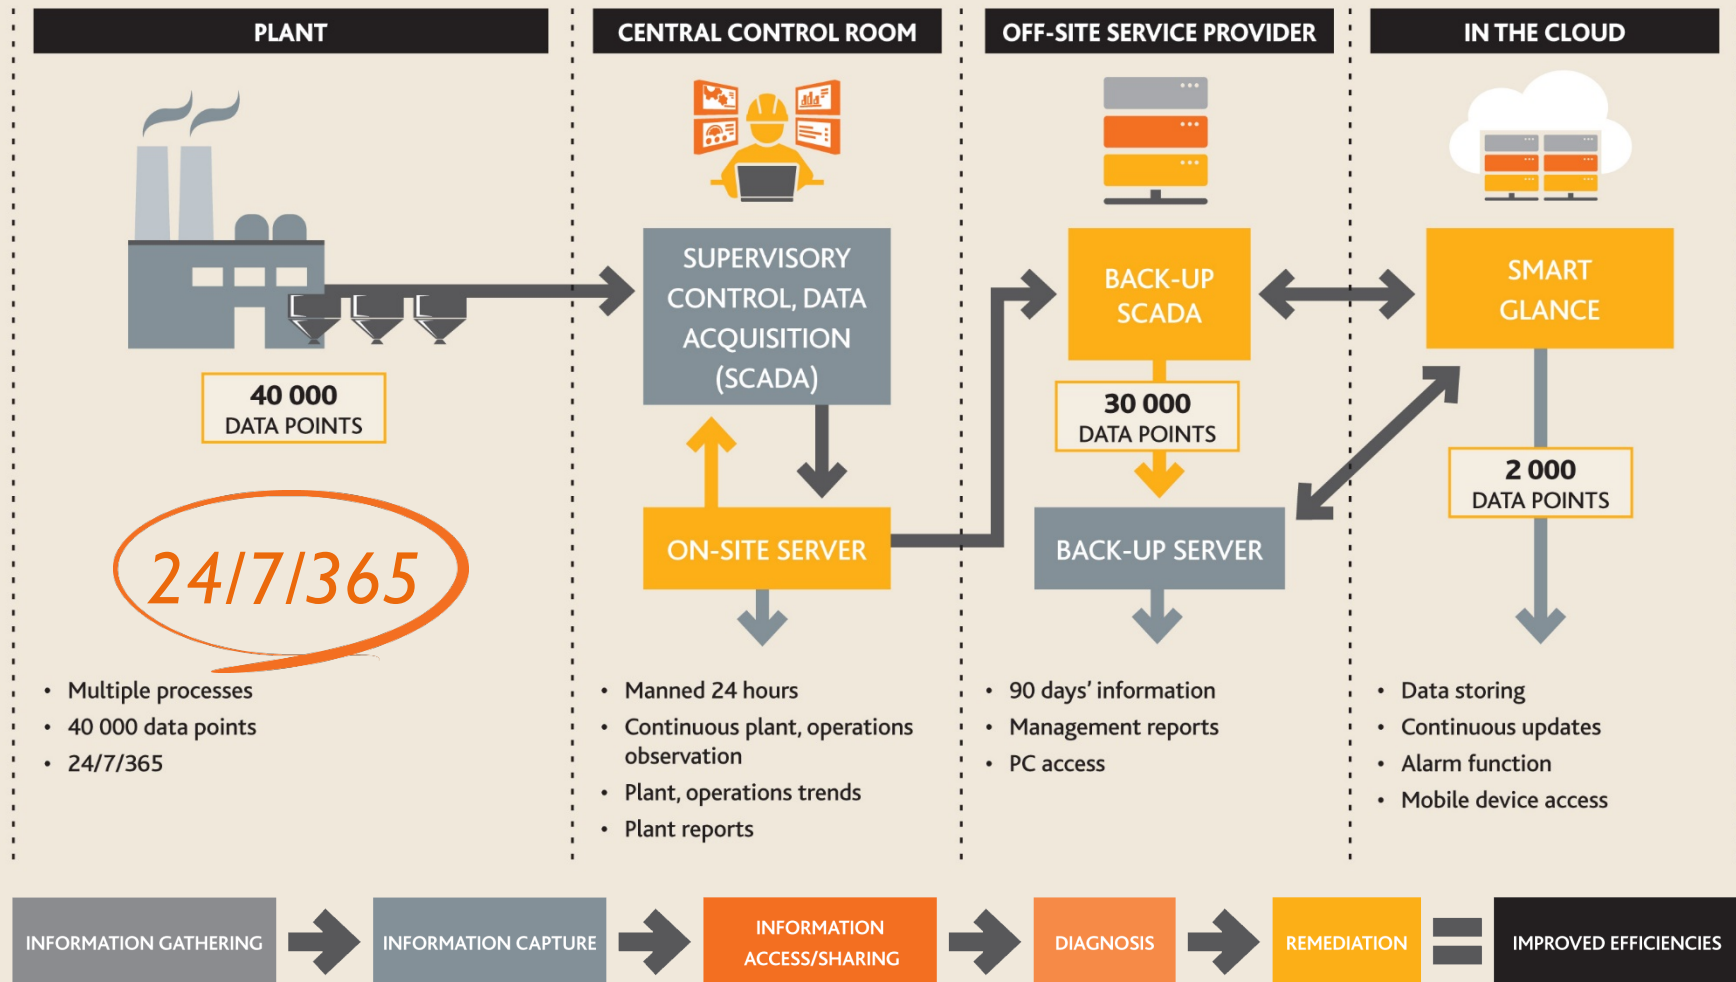 PLANT
CENTRAL CONTROL ROOM
OFF-SITE SERVICE PROVIDER
IN THE CLOUD
SUPERVISORY
CONTROL, DATA
ACQUISITION
(SCADA)
BACK-UP
SCADA
SMART
GLANCE
40 000
DATA POINTS
30 000
DATA POINTS
2 000
DATA POINTS
24/7/365
ON-SITE SERVER
BACK-UP SERVER
• Multiple processes
• 40 000 data points
• 24/7/365
• Manned 24 hours
• Continuous plant, operations
observation
• Plant, operations trends
• Plant reports
• 90 days’ information
• Management reports
• PC access
• Data storing
• Continuous updates
• Alarm function
• Mobile device access
INFORMATION GATHERING
INFORMATION CAPTURE
INFORMATION
ACCESS/SHARING
DIAGNOSIS
REMEDIATION
IMPROVED EFFICIENCIES